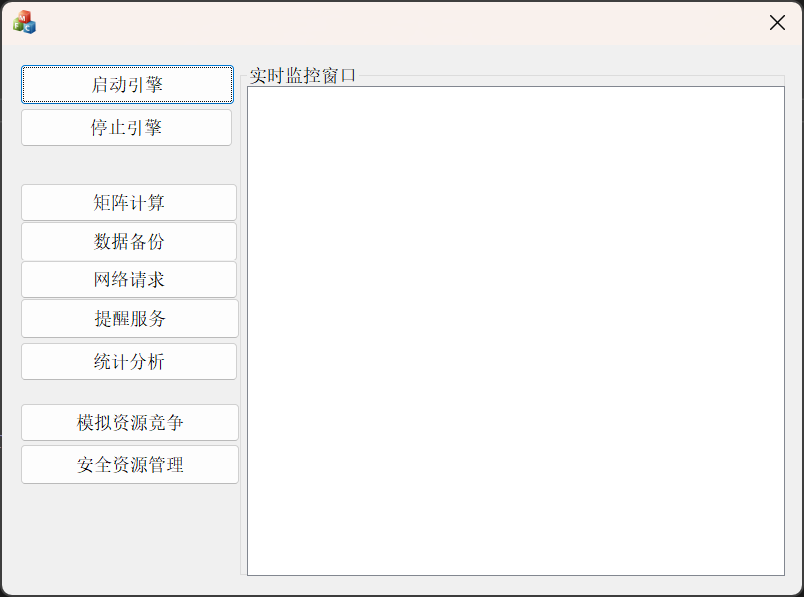 启动引擎
停止引擎
矩阵计算
数据备份
网络请求
提醒服务
统计分析
模拟资源竞争
安全资源管理
实时监控窗口